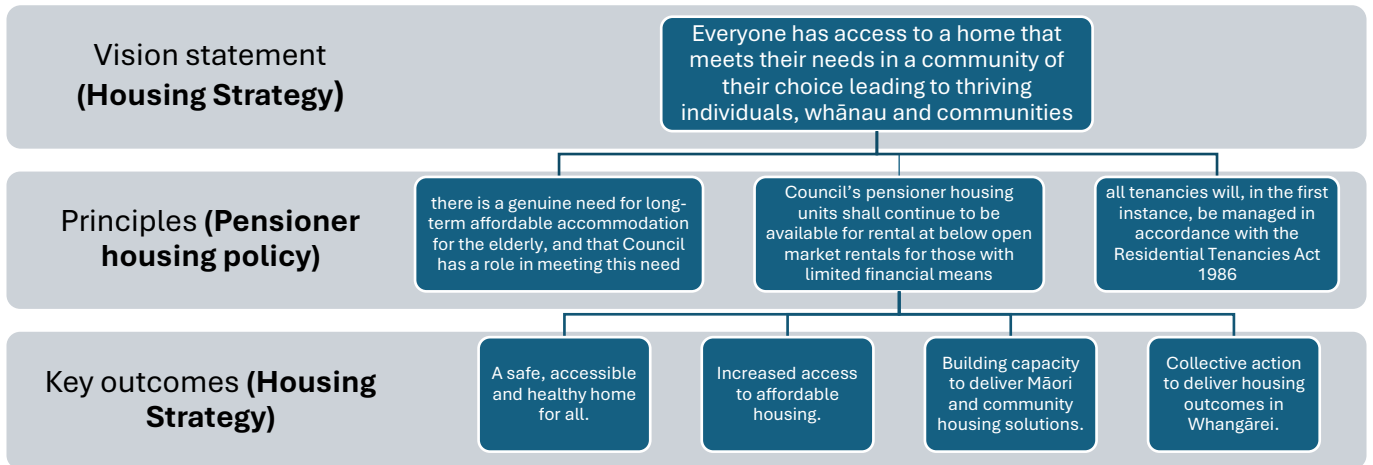 Vision statement
(Housing Strategy)
Everyone has access to a home that
meets their needs in a community of
their choice leading to thriving
individuals, whānau and communities
Principles (Pensioner
housing policy)
there is a genuine need for long-
term affordable accommodation
for the elderly, and that Council
has a role in meeting this need
Council’s pensioner housing
units shall continue to be
available for rental at below open
market rentals for those with
limited financial means
all tenancies will, in the first
instance, be managed in
accordance with the
Residential Tenancies Act
1986
Key outcomes (Housing
Strategy)
A safe, accessible
and healthy home
for all.
Increased access
to affordable
housing.
Building capacity
to deliver Māori
and community
housing solutions.
Collective action
to deliver housing
outcomes in
Whangārei.